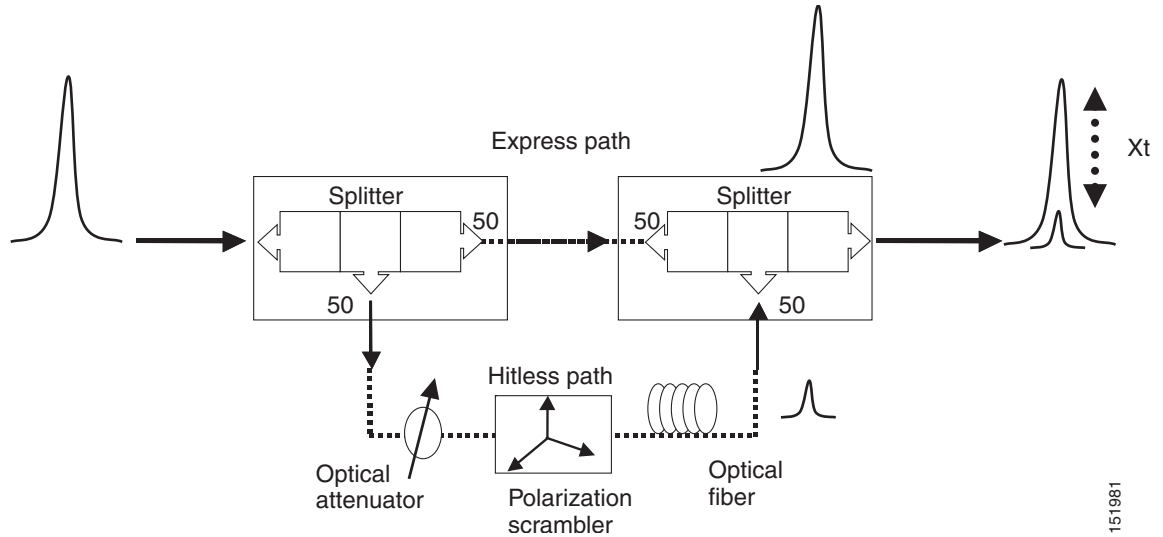 Express path
Xt
Splitter
Splitter
50
50
50
50
Hitless path
Optical
attenuator
Polarization
scrambler
Optical
fiber
151981